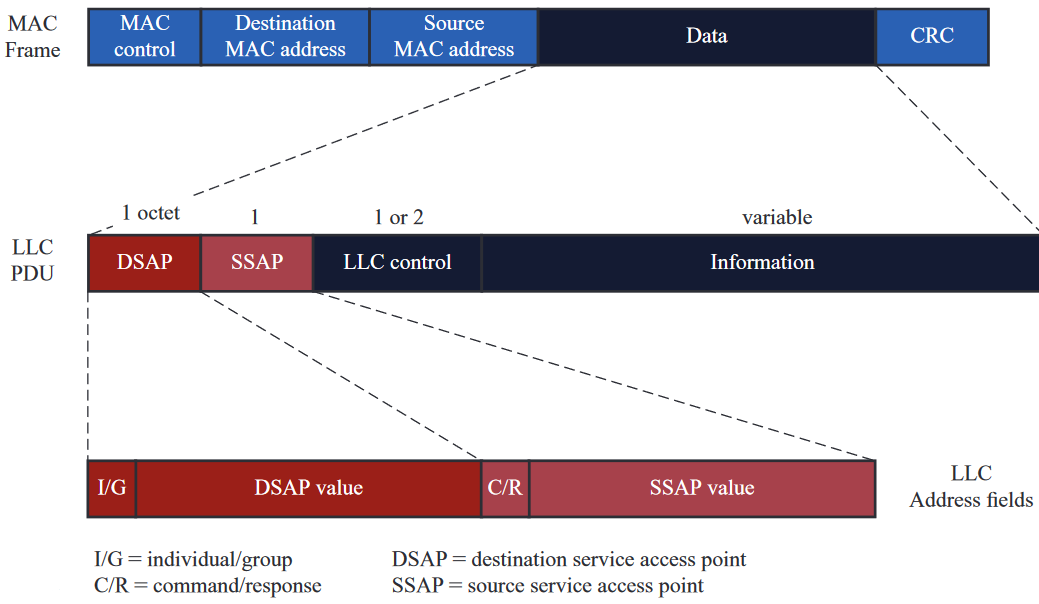 MAC
Frame
MAC
control
Destination
MAC address
Source
MAC address
Data
CRC
1 octet
1
1 or 2
variable
LLC
PDU
DSAP
SSAP
LLC control
Information
I/G
DSAP value
C/R
SSAP value
LLC
Address fields
I/G = individual/group
DSAP = destination service access point
C/R = command/response
SSAP = source service access point